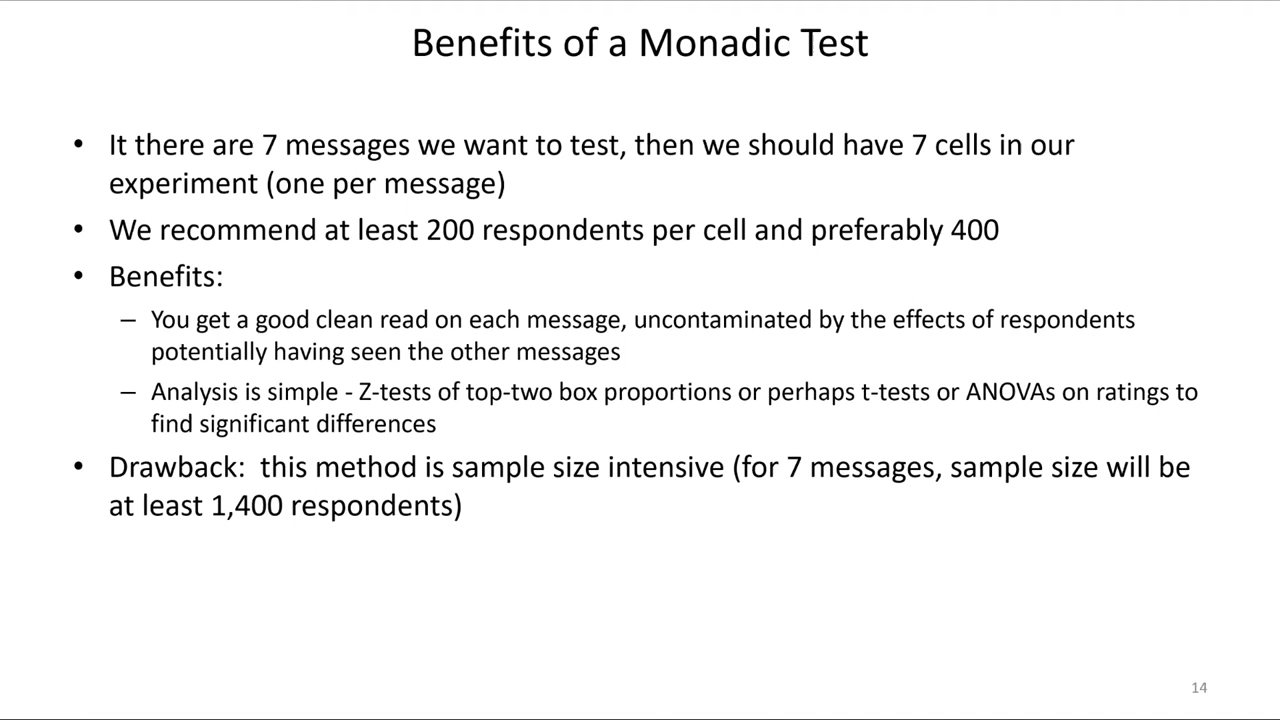 Benefits of a Monadic Test
• It there are 7 messages we want to test, then we should have 7 cells in our
experiment (one per message)
• We recommend at least 200 respondents per cell and preferably 400
• Benefits:
– You get a good clean read on each message, uncontaminated by the effects of respondents
potentially having seen the other messages
– Analysis is simple - Z-tests of top-two box proportions or perhaps t-tests or ANOVAs on ratings to
find significant differences
• Drawback:  this method is sample size intensive (for 7 messages, sample size will be
at least 1,400 respondents)
14